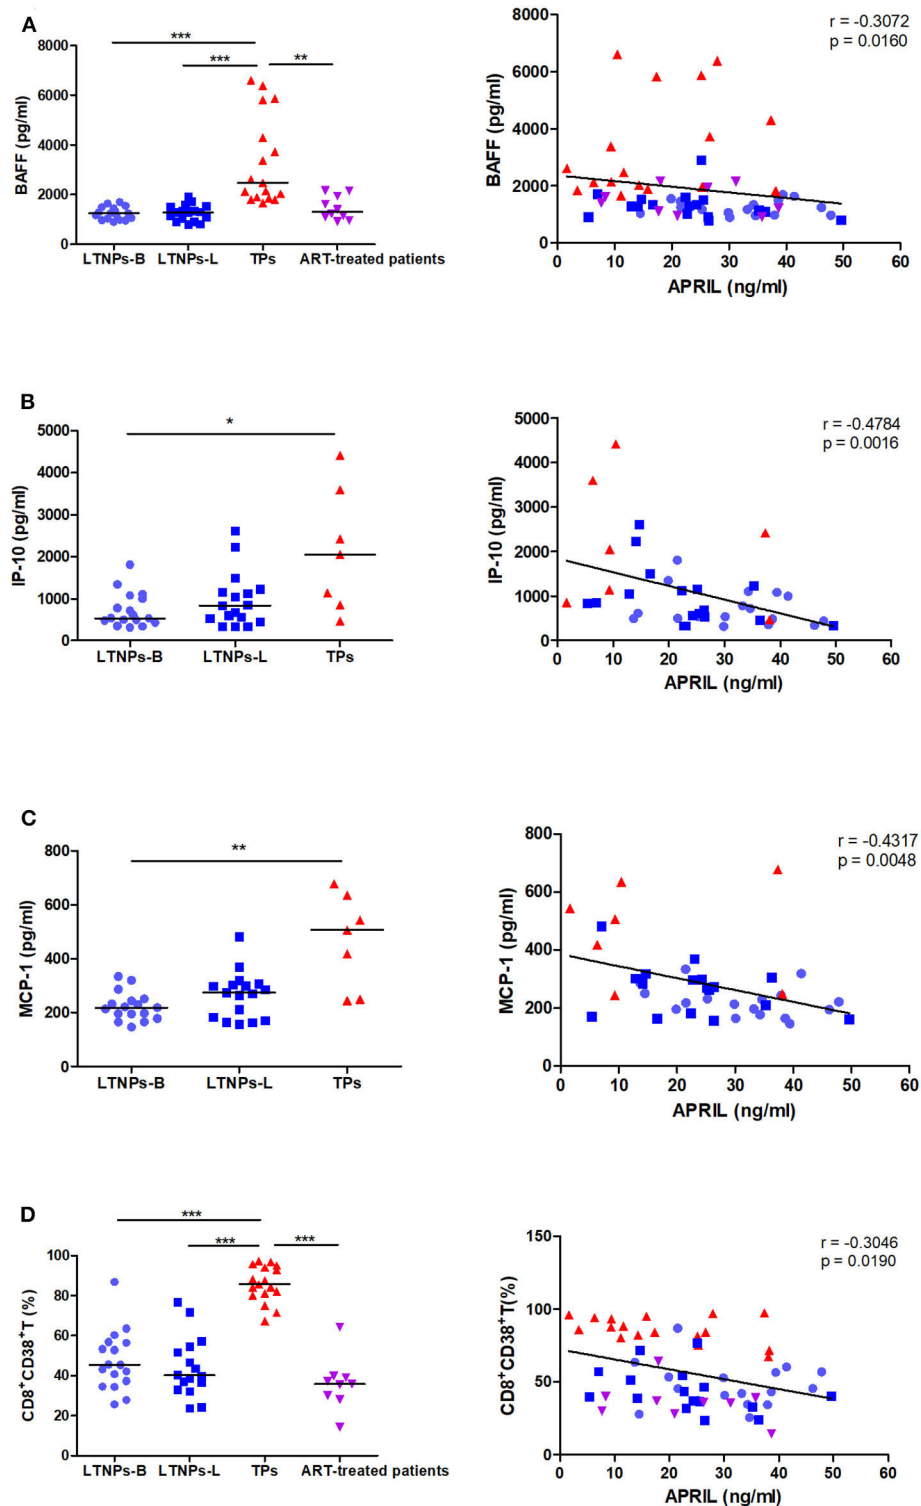 A
***
***
**
BAFF (pg/ml)
8000
6000
4000
2000
0
LTNPs-B LTNPs-L TPs ART-treated patients
r = -0.3072
p = 0.0160
BAFF (pg/ml)
8000
6000
4000
2000
0
0 10 20 30 40 50 60
APRIL (ng/ml)
B
*
IP-10 (pg/ml)
5000
4000
3000
2000
1000
0
LTNPs-B LTNPs-L TPs
r = -0.4784
p = 0.0016
IP-10 (pg/ml)
5000
4000
3000
2000
1000
0
0 10 20 30 40 50 60
APRIL (ng/ml)
C
**
MCP-1 (pg/ml)
800
600
400
200
0
LTNPs-B LTNPs-L TPs
r = -0.4317
p = 0.0048
MCP-1 (pg/ml)
800
600
400
200
0
0 10 20 30 40 50 60
APRIL (ng/ml)
D
***
***
***
CD8⁺CD38⁺T (%)
100
80
60
40
20
0
LTNPs-B LTNPs-L TPs ART-treated patients
r = -0.3046
p = 0.0190
CD8⁺CD38⁺T(%)
150
100
50
0
0 10 20 30 40 50 60
APRIL (ng/ml)